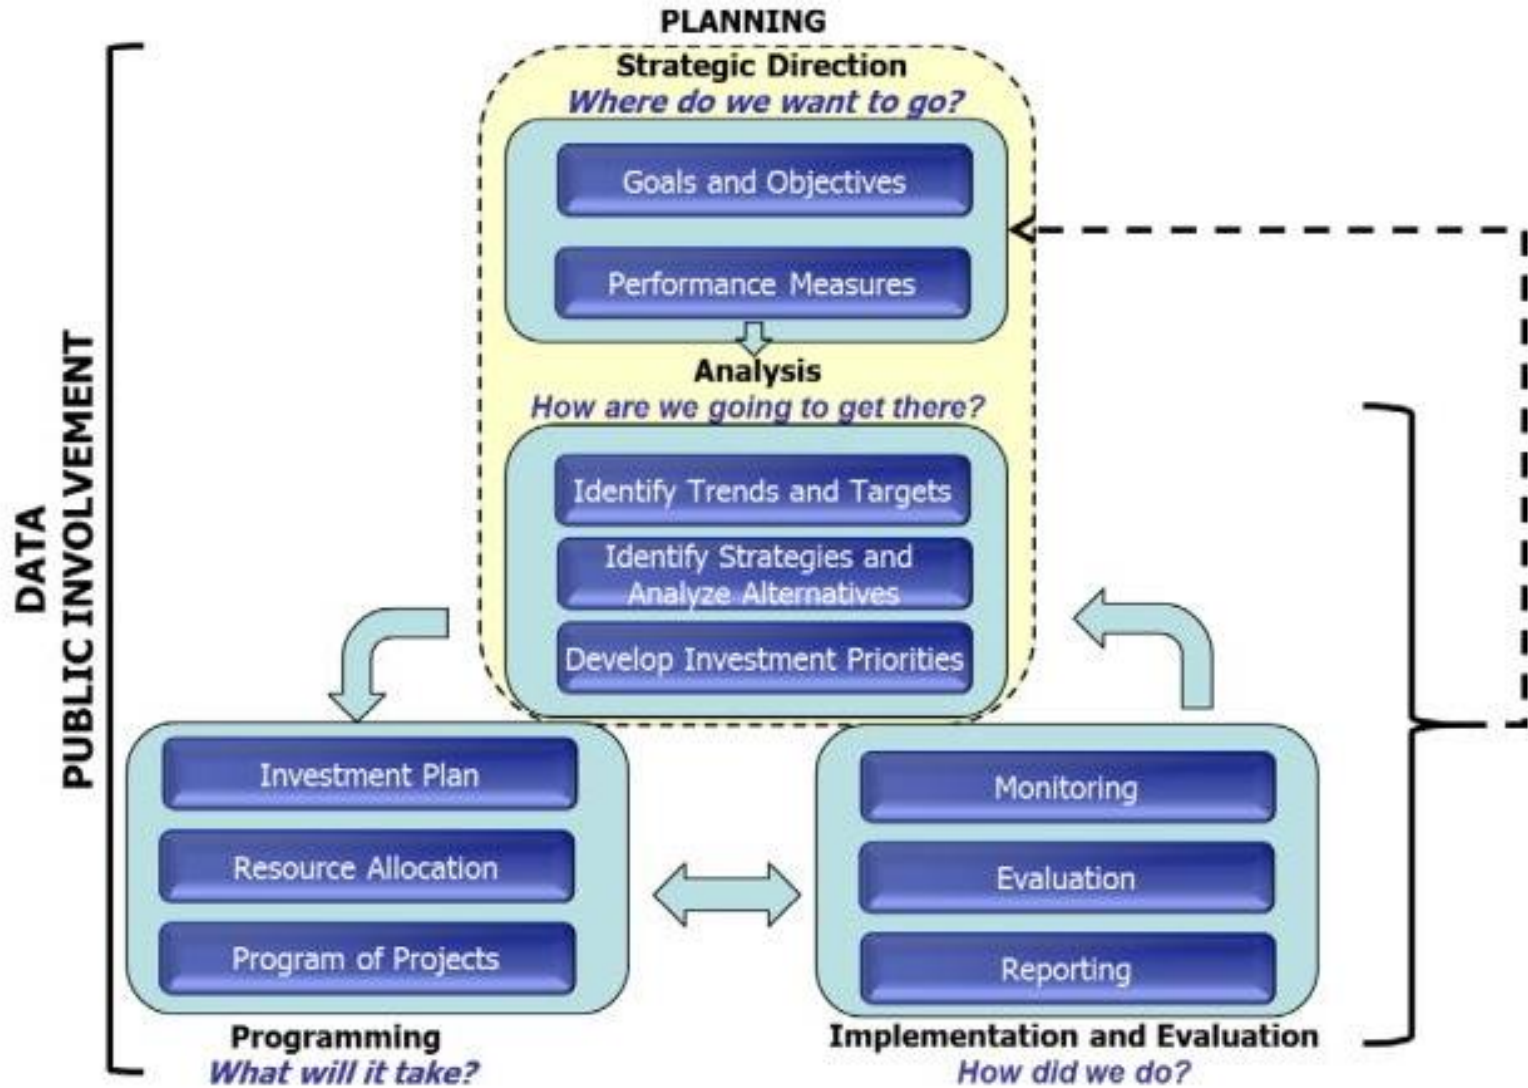 PLANNING
Strategic Direction
Where do we want to go?
Goals and Objectives
Performance Measures
Analysis
How are we going to get there?
Identify Trends and Targets
Identify Strategies and
Analyze Alternatives
Develop Investment Priorities
DATA
PUBLIC INVOLVEMENT
Investment Plan
Resource Allocation
Program of Projects
Programming
What will it take?
Monitoring
Evaluation
Reporting
Implementation and Evaluation
How did we do?